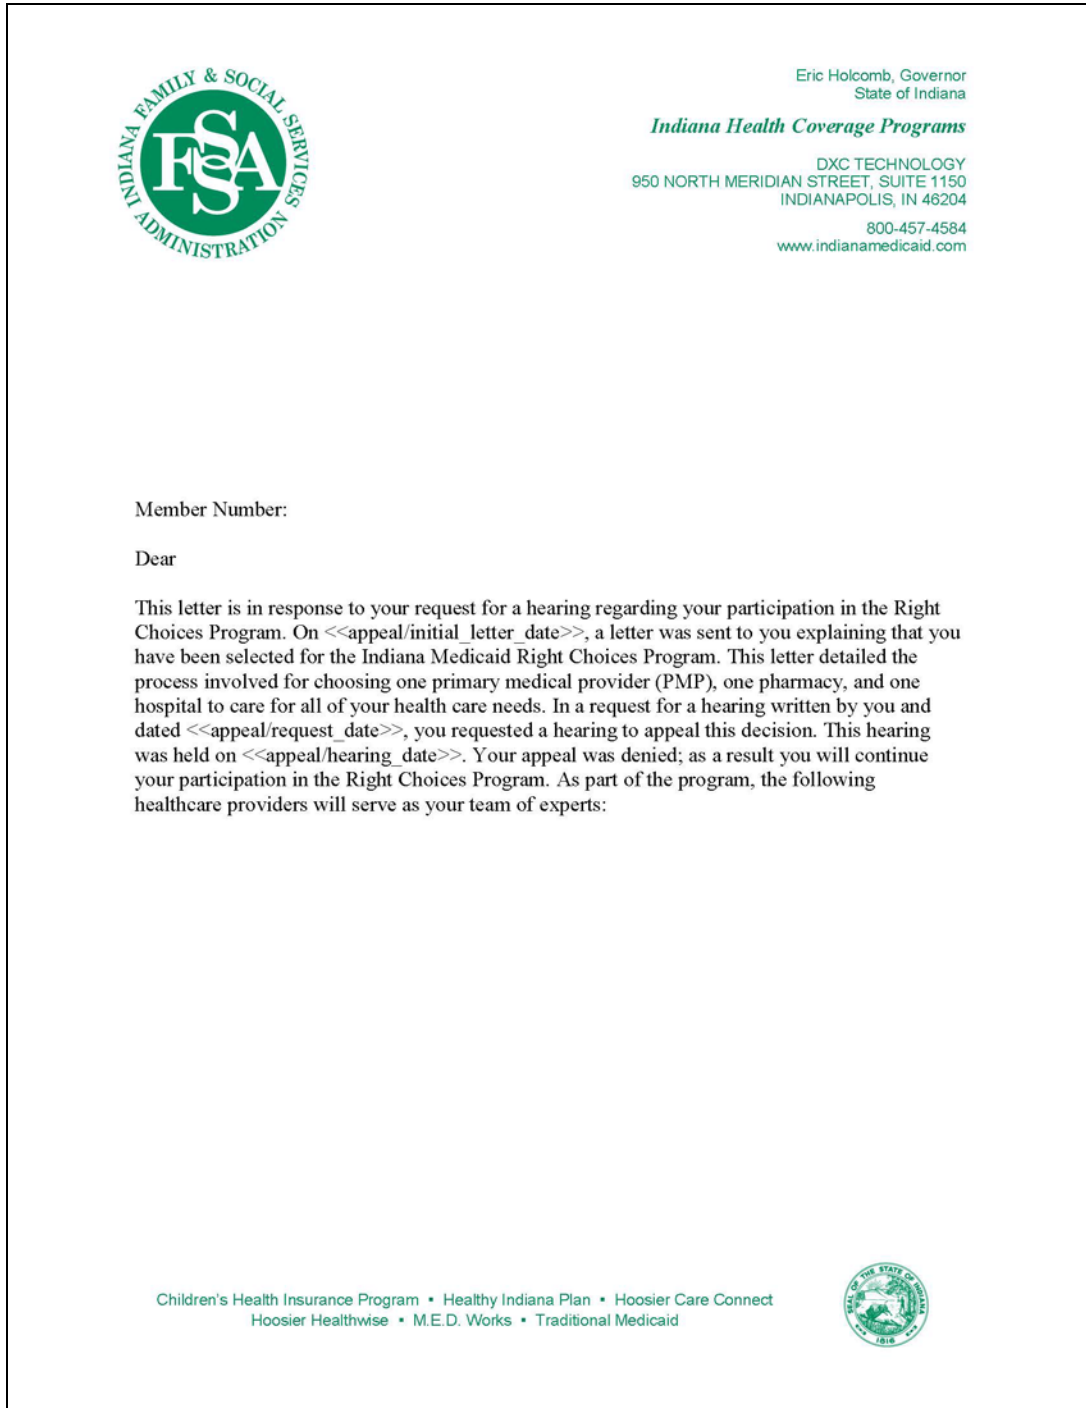 INDIANA FAMILY & SOCIAL SERVICES ADMINISTRATION
FSSA
Eric Holcomb, Governor
State of Indiana
Indiana Health Coverage Programs
DXC TECHNOLOGY
950 NORTH MERIDIAN STREET, SUITE 1150
INDIANAPOLIS, IN 46204
800-457-4584
www.indianamedicaid.com
Member Number:
Dear
This letter is in response to your request for a hearing regarding your participation in the Right
Choices Program. On <<appeal/initial_letter_date>>, a letter was sent to you explaining that you
have been selected for the Indiana Medicaid Right Choices Program. This letter detailed the
process involved for choosing one primary medical provider (PMP), one pharmacy, and one
hospital to care for all of your health care needs. In a request for a hearing written by you and
dated <<appeal/request_date>>, you requested a hearing to appeal this decision. This hearing
was held on <<appeal/hearing_date>>. Your appeal was denied; as a result you will continue
your participation in the Right Choices Program. As part of the program, the following
healthcare providers will serve as your team of experts:
Children's Health Insurance Program ▪ Healthy Indiana Plan ▪ Hoosier Care Connect
Hoosier Healthwise ▪ M.E.D. Works ▪ Traditional Medicaid
SEAL OF THE STATE OF INDIANA
1816